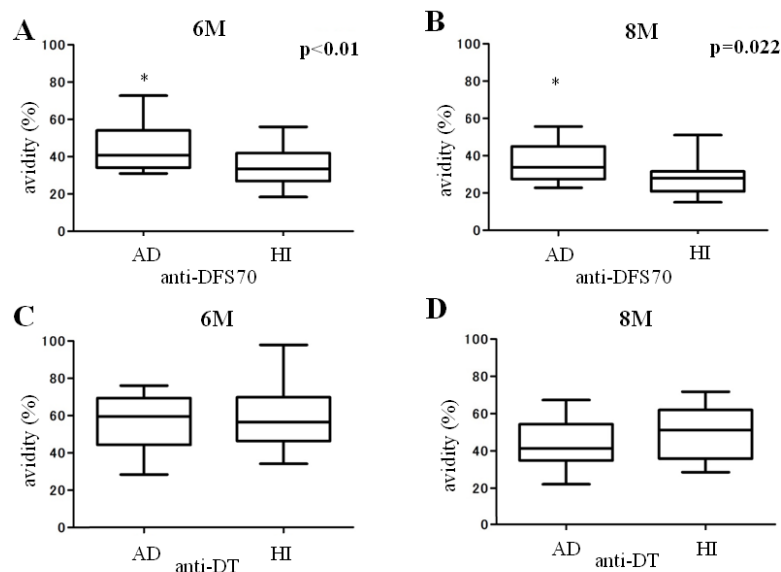 A
6M
p<0.01
avidity (%)
100
80
60
40
20
0
*
AD
HI
anti-DFS70
B
8M
p=0.022
avidity (%)
100
80
60
40
20
0
*
AD
HI
anti-DFS70
C
6M
avidity (%)
100
80
60
40
20
0
AD
HI
anti-DT
D
8M
avidity (%)
100
80
60
40
20
0
AD
HI
anti-DT